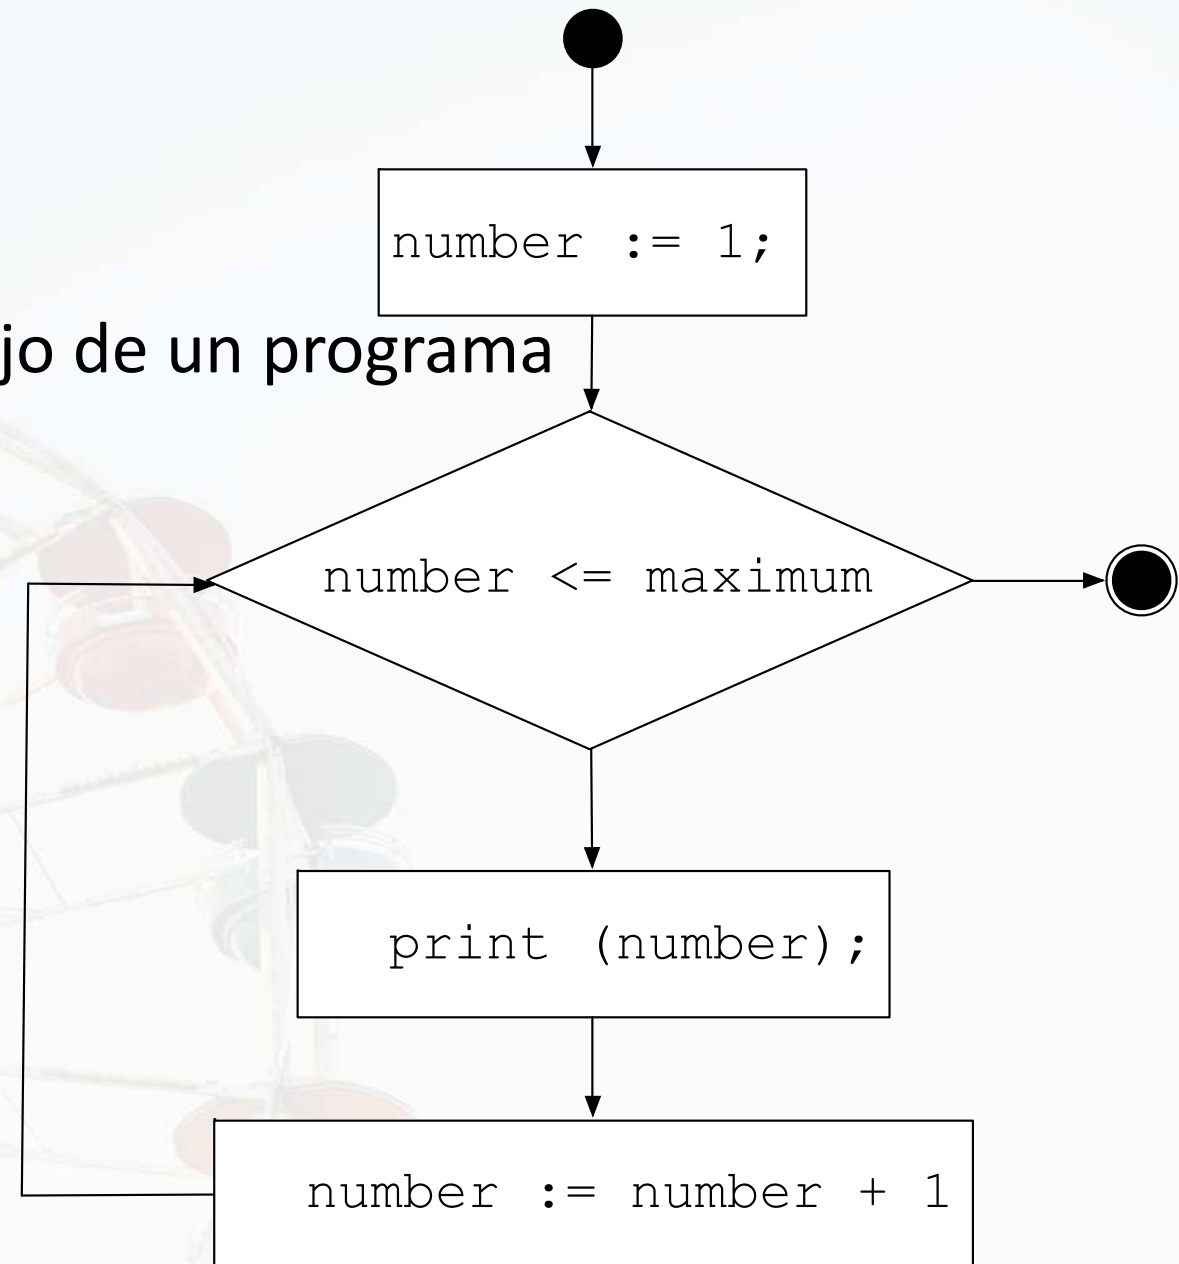 number := 1;
jo de un programa
number <= maximum
print (number);
number := number + 1